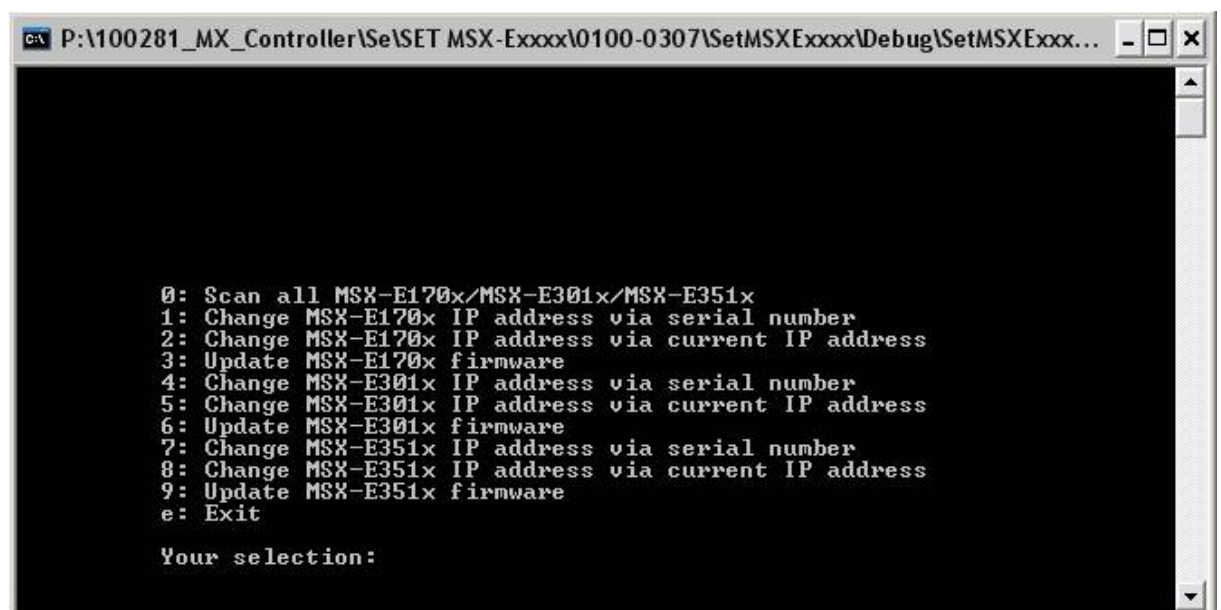 P:\100281_MX_Controller\Se\SET MSX-Exxxx\0100-0307\SetMSXExxxx\Debug\SetMSXExxx...
0: Scan all MSX-E170x/MSX-E301x/MSX-E351x
1: Change MSX-E170x IP address via serial number
2: Change MSX-E170x IP address via current IP address
3: Update MSX-E170x firmware
4: Change MSX-E301x IP address via serial number
5: Change MSX-E301x IP address via current IP address
6: Update MSX-E301x firmware
7: Change MSX-E351x IP address via serial number
8: Change MSX-E351x IP address via current IP address
9: Update MSX-E351x firmware
e: Exit
Your selection: